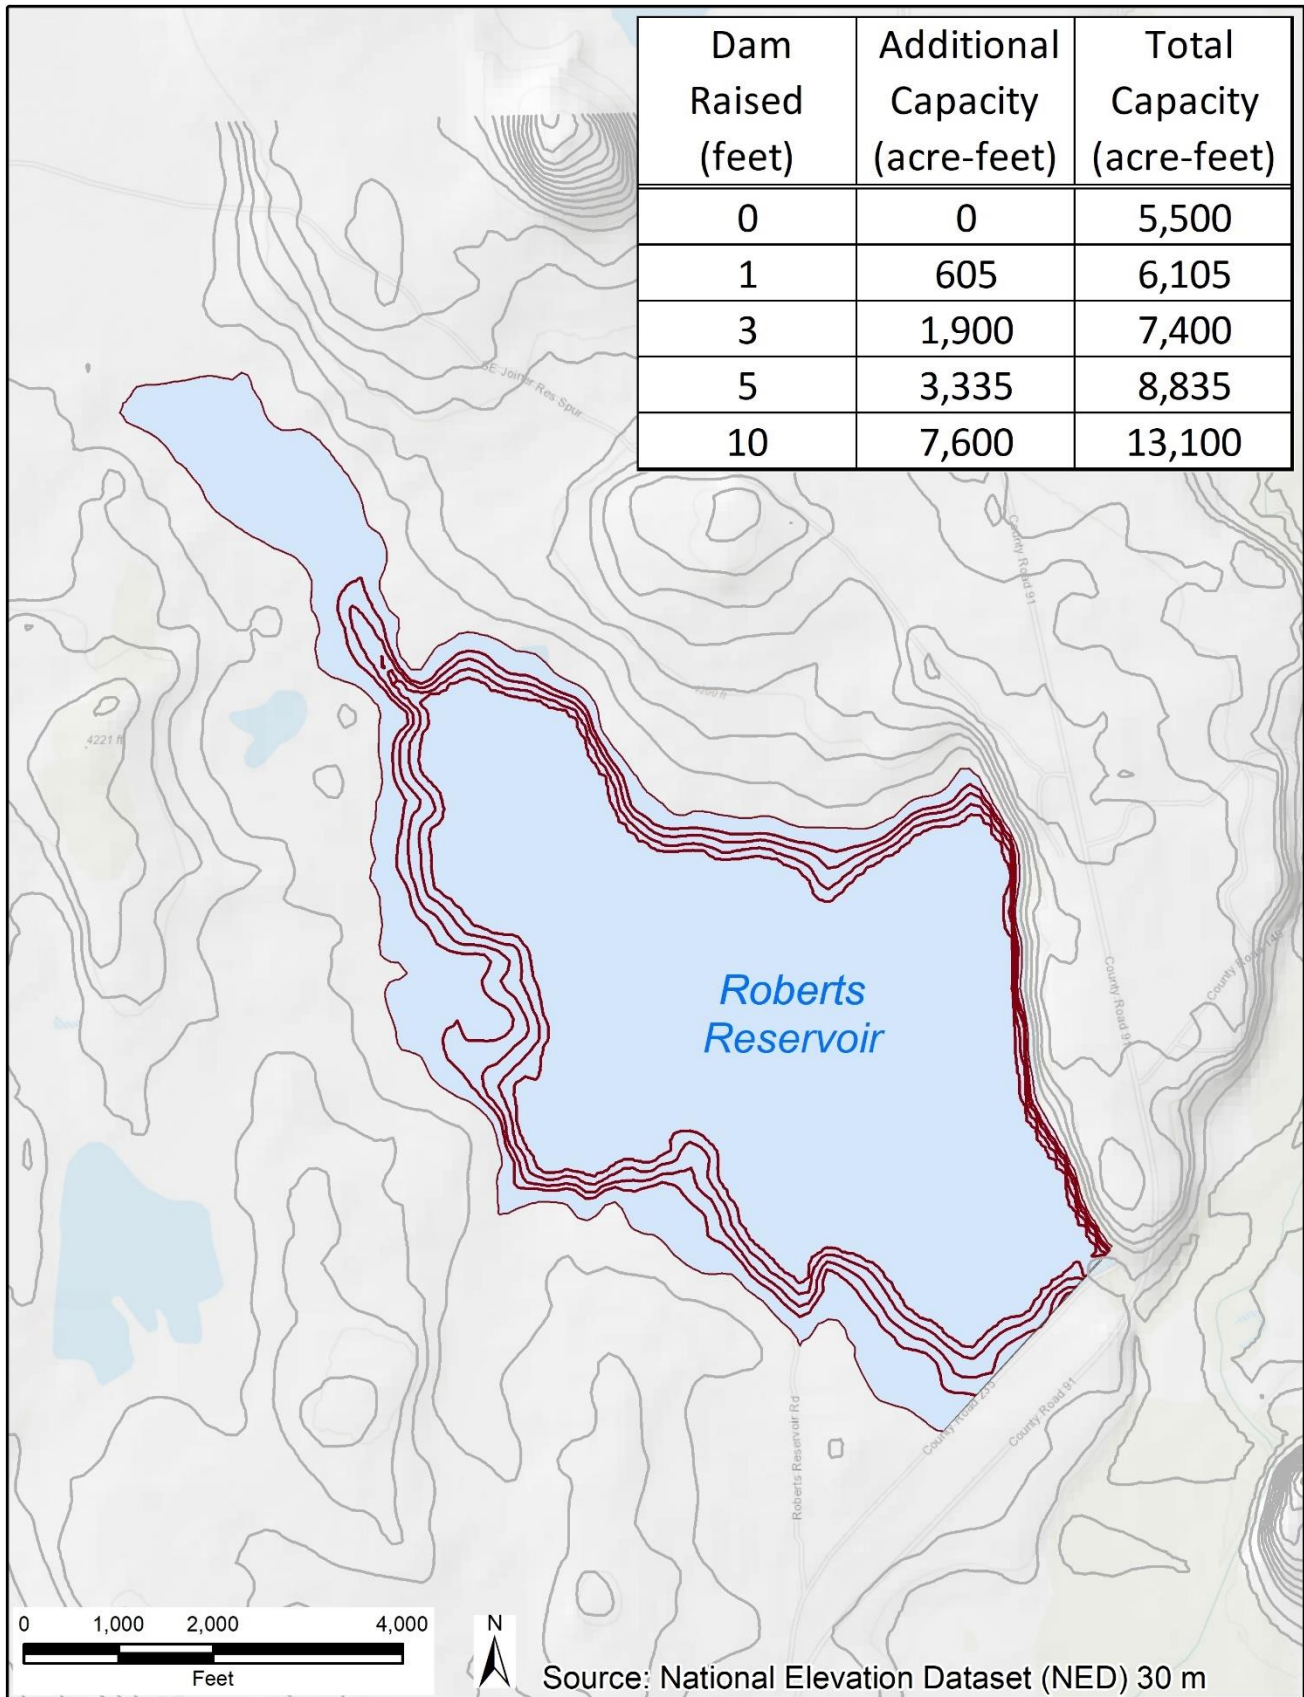 Dam Raised (feet) Additional Capacity (acre-feet) Total Capacity (acre-feet)
0 0 5,500
1 605 6,105
3 1,900 7,400
5 3,335 8,835
10 7,600 13,100
SE Joiner Res Spur
County Road 91
4221 ft
Roberts
Reservoir
County Road 91
Roberts Reservoir Rd
County Road 233
County Road 91
0 1,000 2,000 4,000
Feet
N
Source: National Elevation Dataset (NED) 30 m